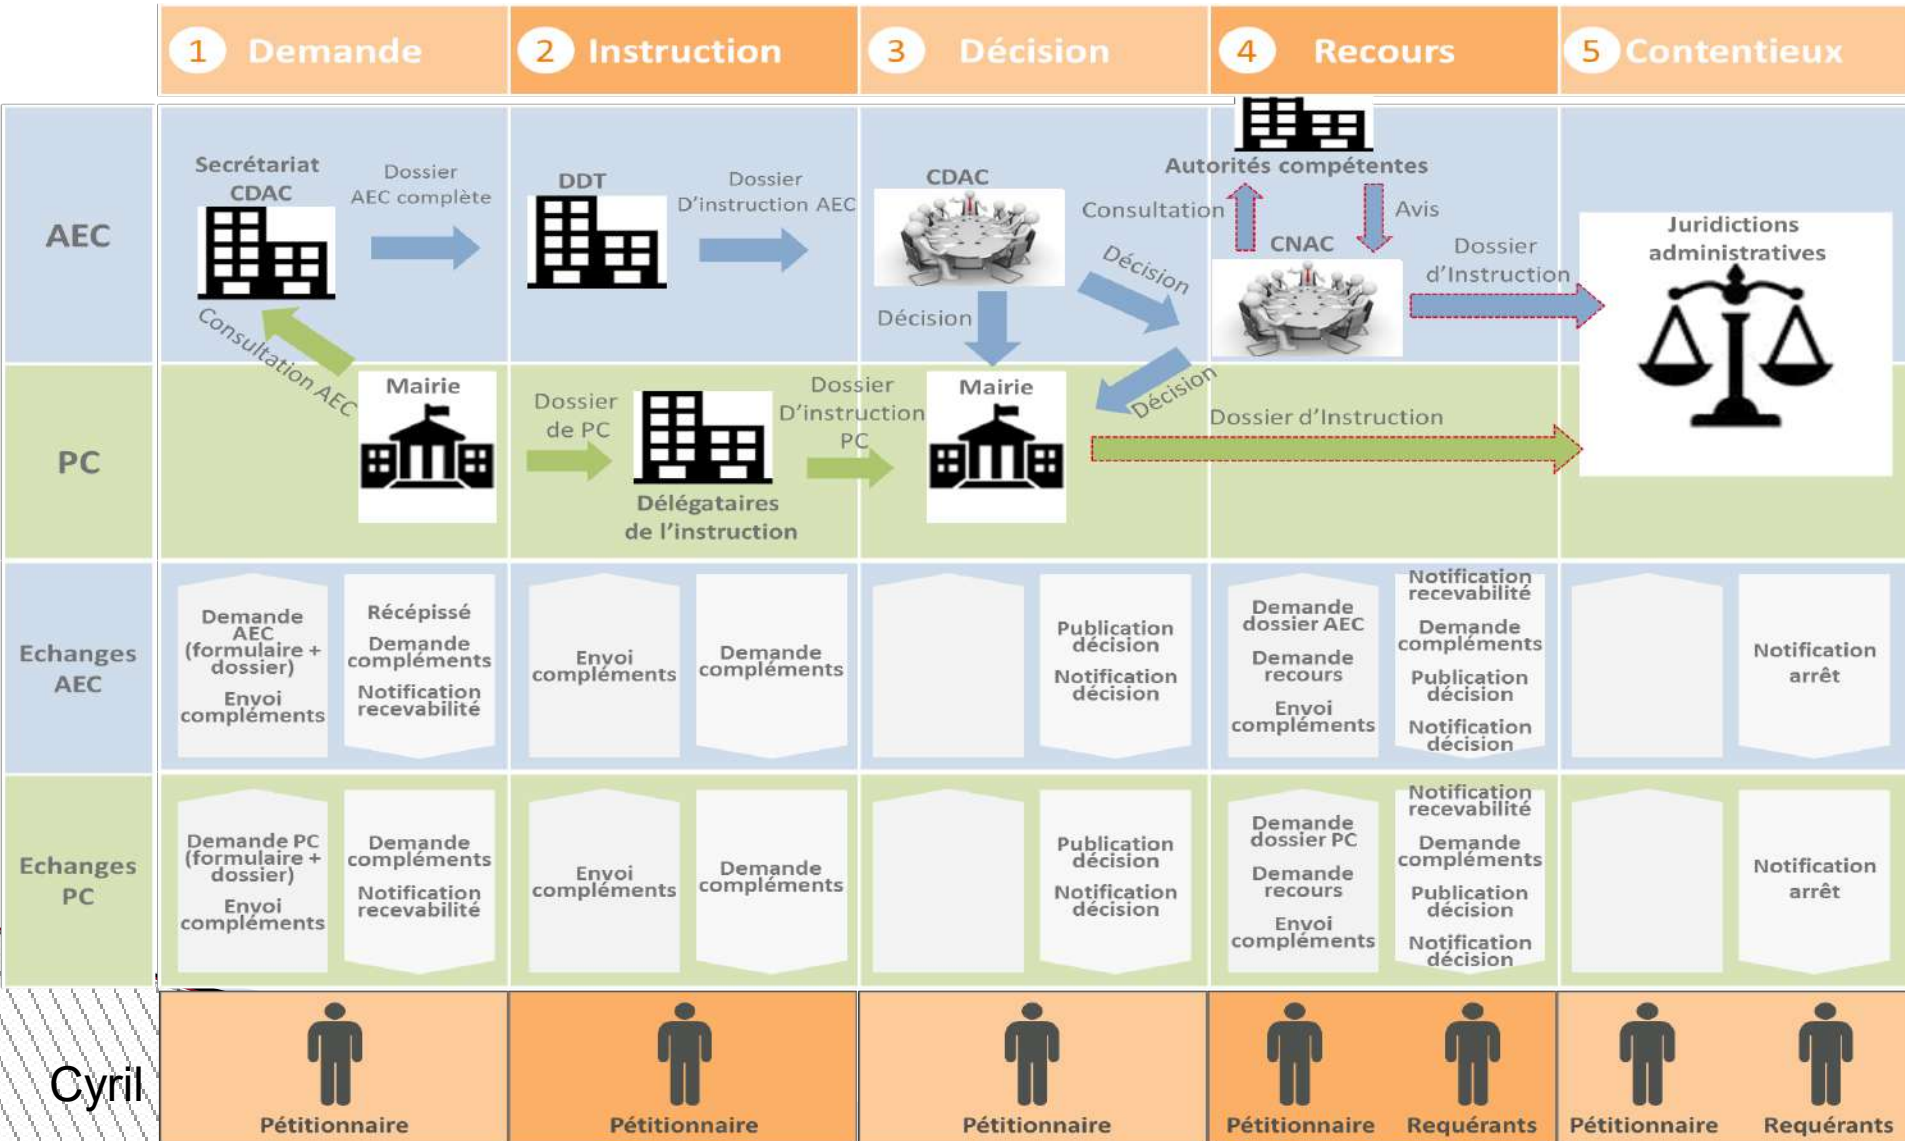 1 Demande
2 Instruction
3 Décision
4 Recours
5 Contentieux
AEC
Secrétariat
CDAC
Dossier
AEC complète
DDT
Dossier
D'instruction AEC
CDAC
Décision
Décision
Autorités compétentes
Consultation
Avis
CNAC
Dossier
d'Instruction
Juridictions
administratives
Consultation AEC
PC
Mairie
Dossier
de PC
Délégataires
de l'instruction
Dossier
D'instruction
PC
Mairie
Décision
Dossier d'Instruction
Echanges
AEC
Demande
AEC
(formulaire +
dossier)
Envoi
compléments
Récépissé
Demande
compléments
Notification
recevabilité
Envoi
compléments
Demande
compléments
Publication
décision
Notification
décision
Demande
dossier AEC
Demande
recours
Envoi
compléments
Notification
recevabilité
Demande
compléments
Publication
décision
Notification
décision
Notification
arrêt
Echanges
PC
Demande PC
(formulaire +
dossier)
Envoi
compléments
Demande
compléments
Notification
recevabilité
Envoi
compléments
Demande
compléments
Publication
décision
Notification
décision
Demande
dossier PC
Demande
recours
Envoi
compléments
Notification
recevabilité
Demande
compléments
Publication
décision
Notification
décision
Notification
arrêt
Cyril
Pétitionnaire
Pétitionnaire
Pétitionnaire
Pétitionnaire
Requérants
Pétitionnaire
Requérants